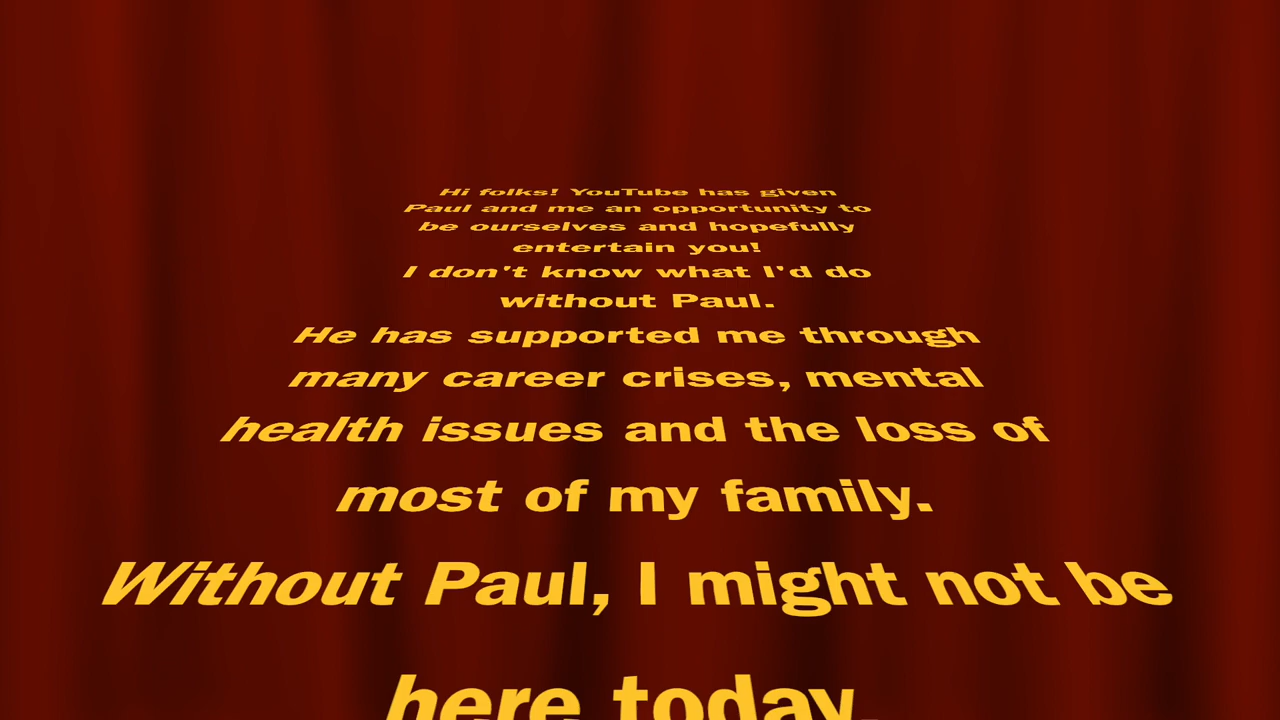 Hi folks! YouTube has given
Paul and me an opportunity to
be ourselves and hopefully
entertain you!
I don't know what I'd do
without Paul.
He has supported me through
many career crises, mental
health issues and the loss of
most of my family.
Without Paul, I might not be
here today.